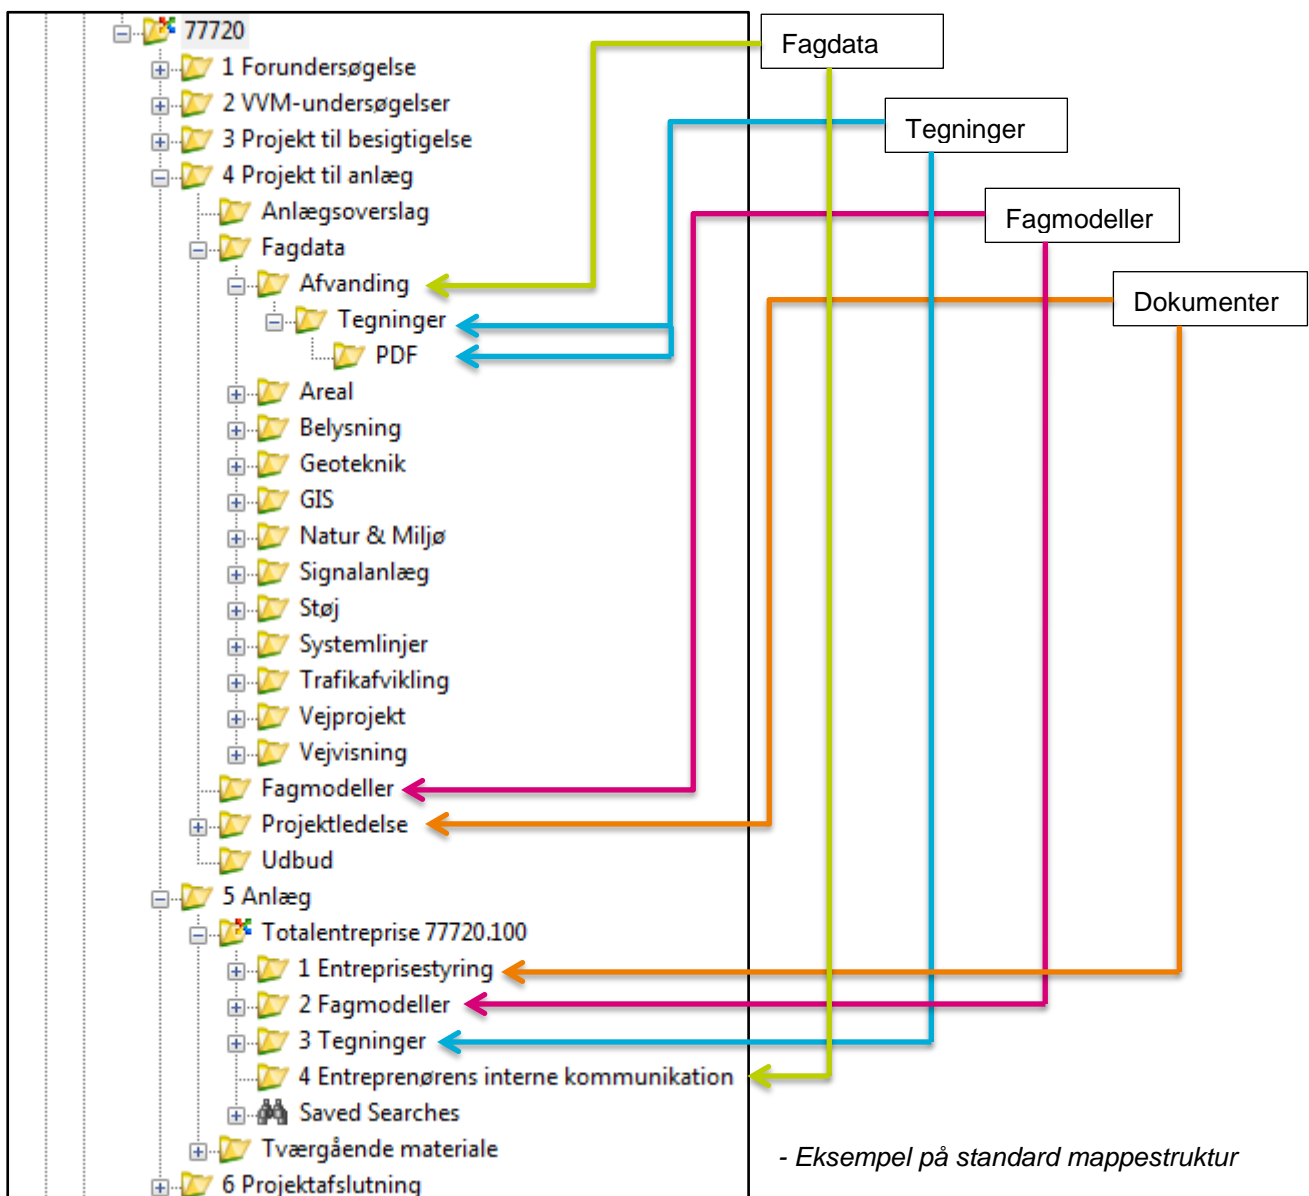 77720
1 Forundersøgelse
2 VVM-undersøgelser
3 Projekt til besigtigelse
4 Projekt til anlæg
Anlægsoverslag
Fagdata
Afvanding
Tegninger
PDF
Areal
Belysning
Geoteknik
GIS
Natur & Miljø
Signalanlæg
Støj
Systemlinjer
Trafikafvikling
Vejprojekt
Vejvisning
Fagmodeller
Projektledelse
Udbud
5 Anlæg
Totalentreprise 77720.100
1 Entreprisestyring
2 Fagmodeller
3 Tegninger
4 Entreprenørens interne kommunikation
Saved Searches
Tværgående materiale
6 Projektafslutning
Fagdata
Tegninger
Fagmodeller
Dokumenter
- Eksempel på standard mappestruktur